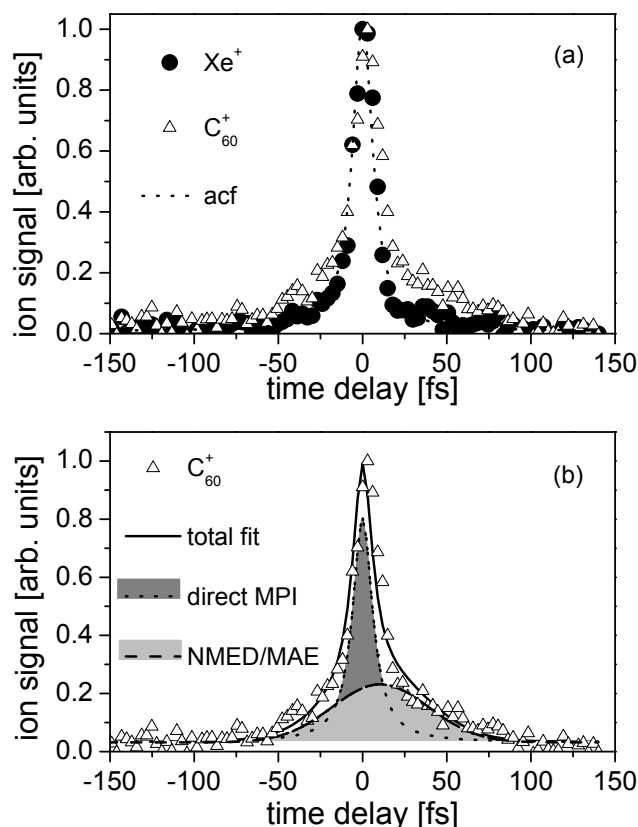 (a)
1.0
0.8
0.6
0.4
0.2
0.0
ion signal [arb. units]
Xe+
C60+
acf
-150 -100 -50 0 50 100 150
time delay [fs]
(b)
1.0
0.8
0.6
0.4
0.2
0.0
ion signal [arb. units]
C60+
total fit
direct MPI
NMED/MAE
-150 -100 -50 0 50 100 150
time delay [fs]